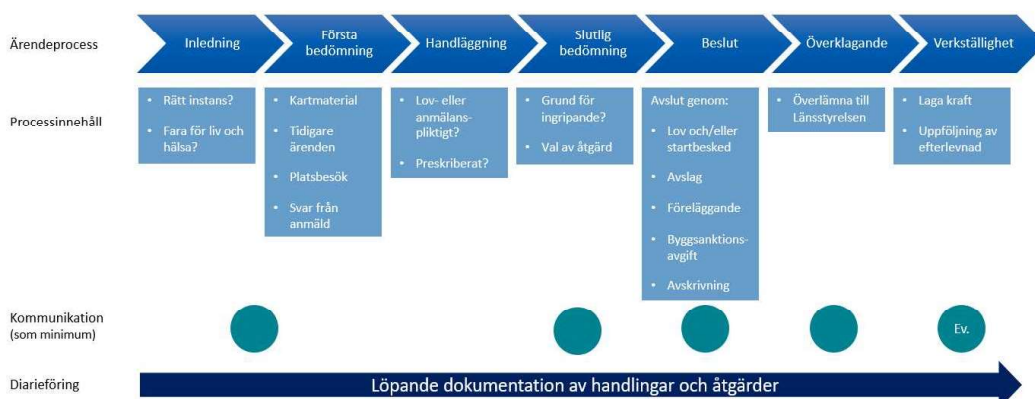 Ärendeprocess
Inledning
Första
bedömning
Handläggning
Slutlig
bedömning
Beslut
Överklagande
Verkställighet
Processinnehåll
• Rätt instans?
• Fara för liv och
hälsa?
• Kartmaterial
• Tidigare
ärenden
• Platsbesök
• Svar från
anmäld
• Lov- eller
anmälans-
pliktigt?
• Preskriberat?
• Grund för
ingripande?
• Val av åtgärd
Avslut genom:
• Lov och/eller
startbesked
• Avslag
• Föreläggande
• Byggsanktions-
avgift
• Avskrivning
• Överlämna till
Länsstyrelsen
• Laga kraft
• Uppföljning av
efterlevnad
Kommunikation
(som minimum)
Ev.
Diarieföring
Löpande dokumentation av handlingar och åtgärder